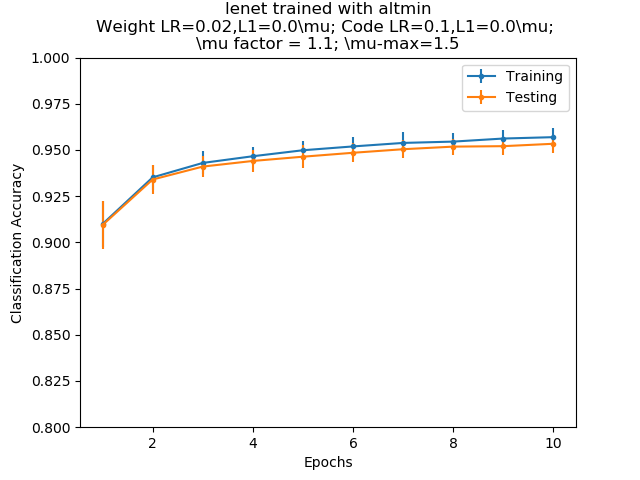 lenet trained with altmin
Weight LR=0.02,L1=0.0\mu; Code LR=0.1,L1=0.0\mu;
\mu factor = 1.1; \mu-max=1.5
1.000
0.975
0.950
0.925
0.900
0.875
0.850
0.825
0.800
Classification Accuracy
Training
Testing
2
4
6
8
10
Epochs